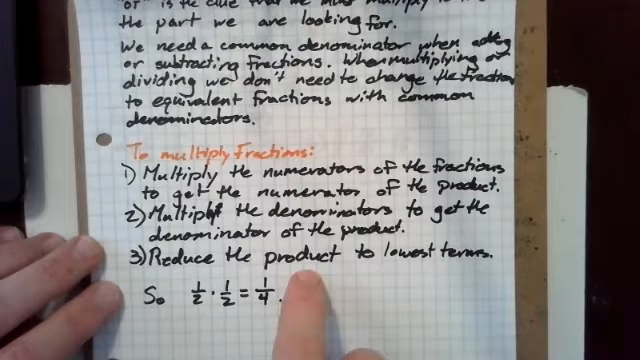 "of" is the clue that we must multiply to
the part we are looking for.
We need a common denominator when adding
or subtracting fractions. When multiplying or
dividing we don't need to change the fraction
to equivalent fractions with common
denominators.
To multiply Fractions:
1) Multiply the numerators of the fractions
to get the numerator of the product.
2) Multiply the denominators to get the
denominator of the product.
3) Reduce the product to lowest terms.
So 1/2 · 1/2 = 1/4.